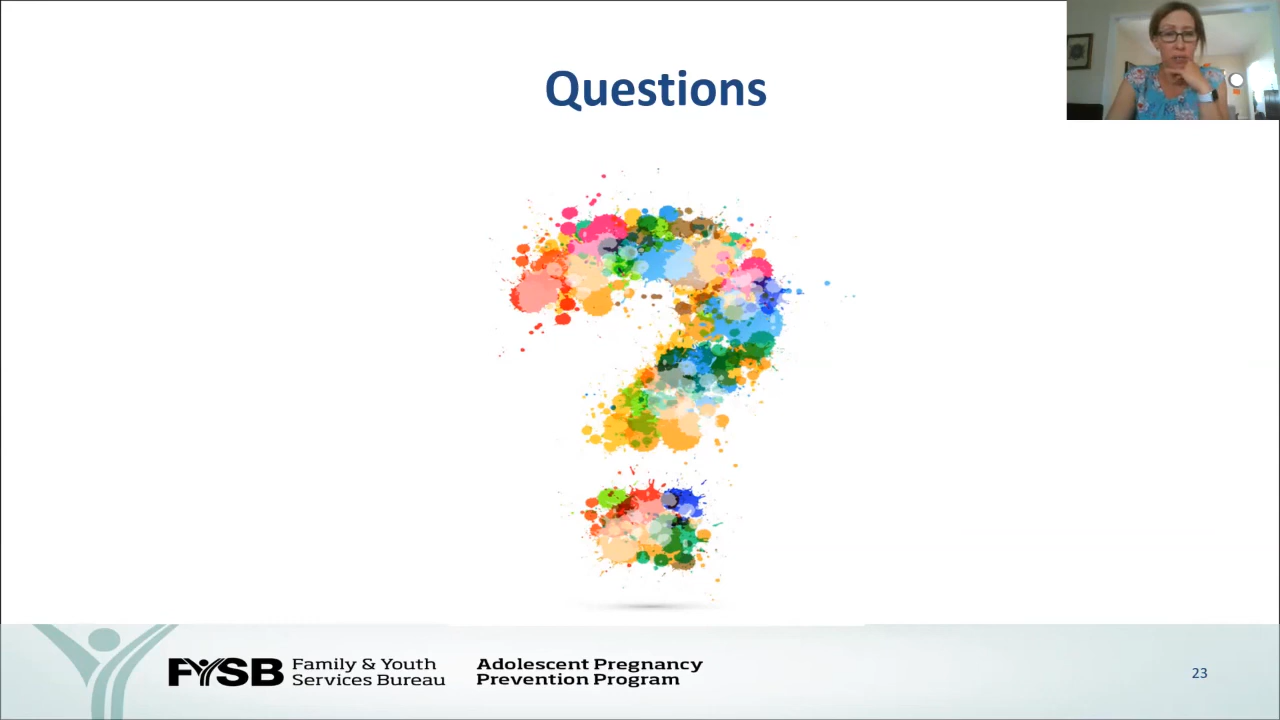 Questions
FYSB
Family & Youth
Services Bureau
Adolescent Pregnancy
Prevention Program
23